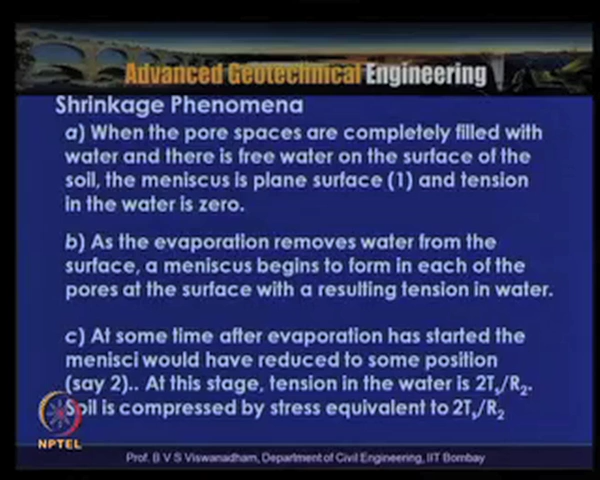 Advanced Geotechnical Engineering
Shrinkage Phenomena
a) When the pore spaces are completely filled with
water and there is free water on the surface of the
soil, the meniscus is plane surface (1) and tension
in the water is zero.
b) As the evaporation removes water from the
surface, a meniscus begins to form in each of the
pores at the surface with a resulting tension in water.
c) At some time after evaporation has started the
menisci would have reduced to some position
(say 2).. At this stage, tension in the water is 2Tₛ/R₂.
Soil is compressed by stress equivalent to 2Tₛ/R₂
NPTEL
Prof. B V S Viswanadham, Department of Civil Engineering, IIT Bombay